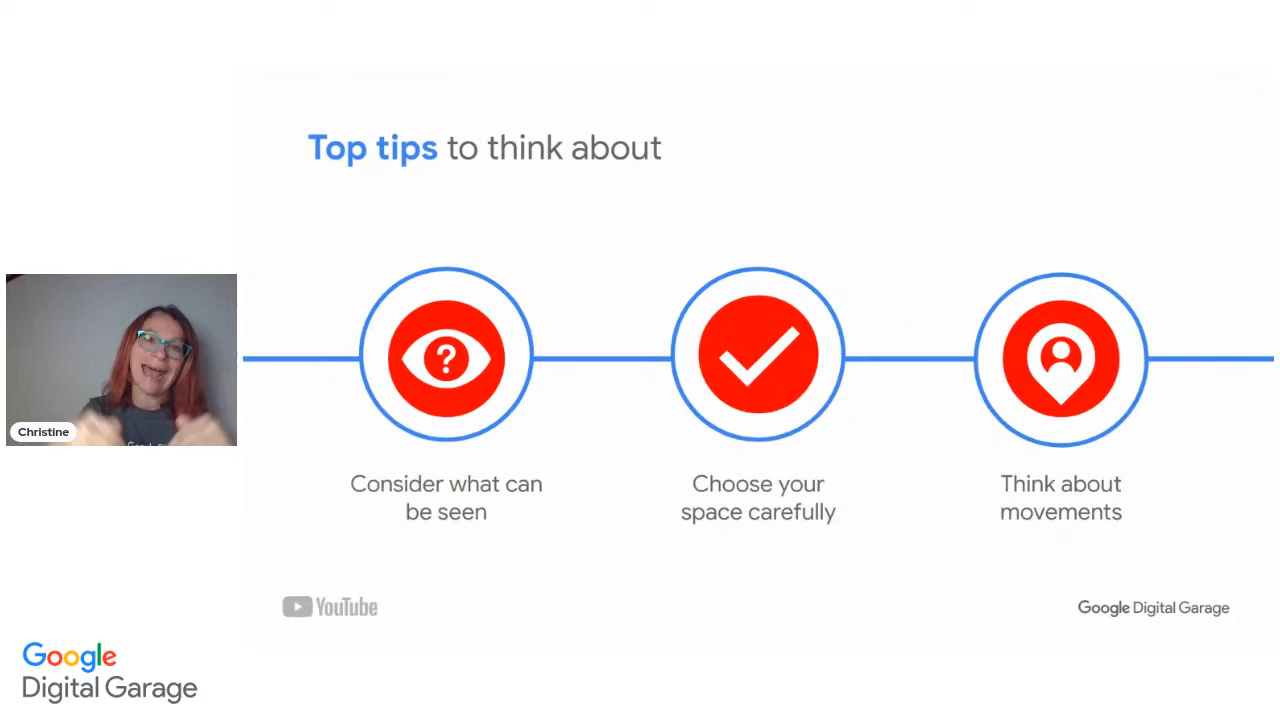 Top tips to think about
?
Christine
Consider what can
be seen
Choose your
space carefully
Think about
movements
YouTube
Google Digital Garage
Google
Digital Garage